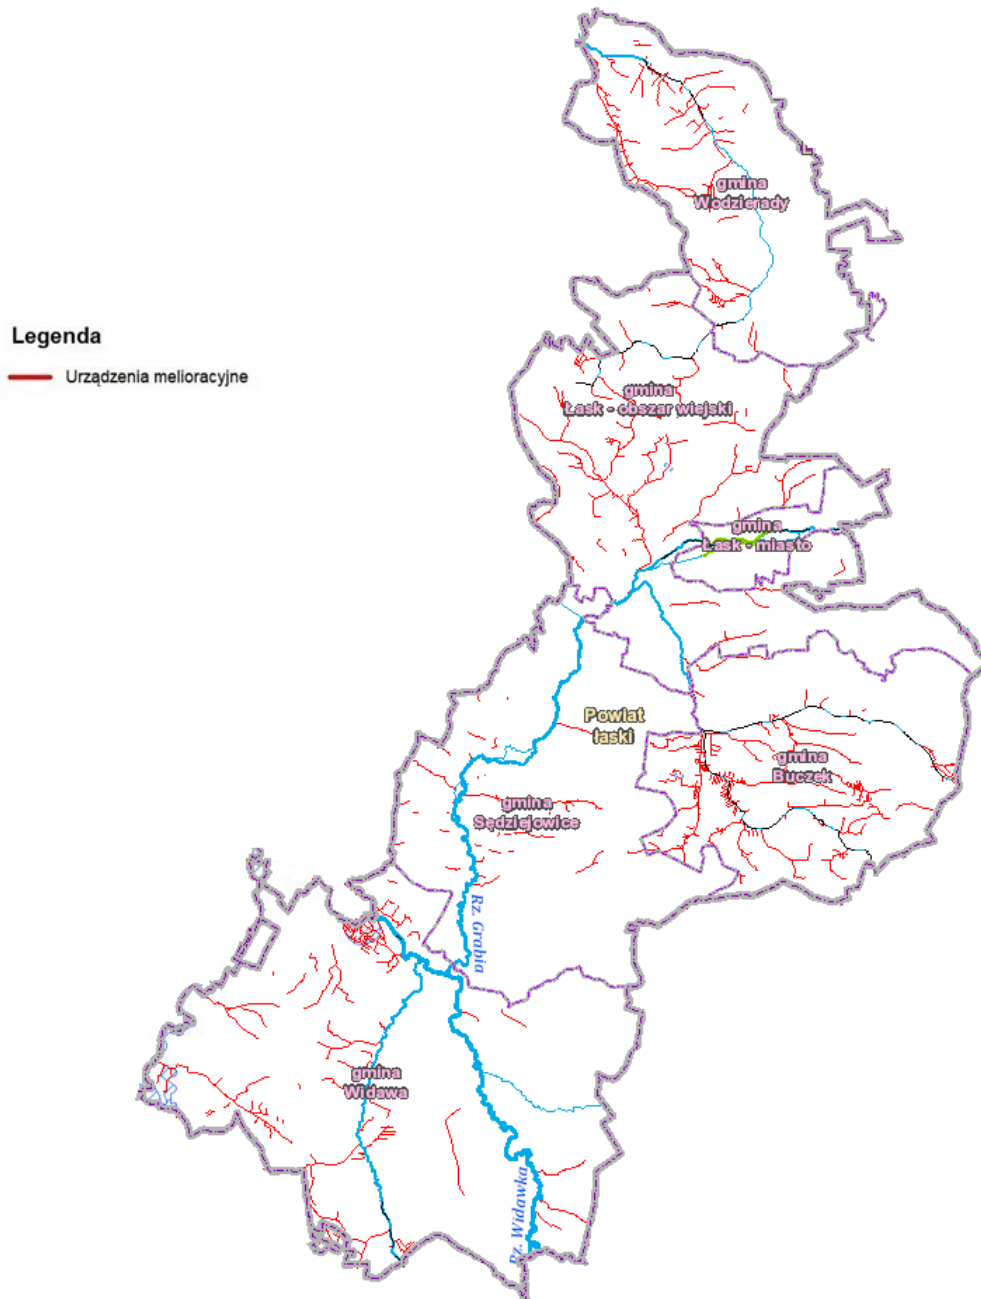 gmina
Wodzierady
Legenda
Urządzenia melioracyjne
gmina
Łask - obszar wiejski
gmina
Łask - miasto
Powiat
łaski
gmina
Buczek
gmina
Sędziejowice
Rz. Grabia
gmina
Widawa
Rz. Widawka